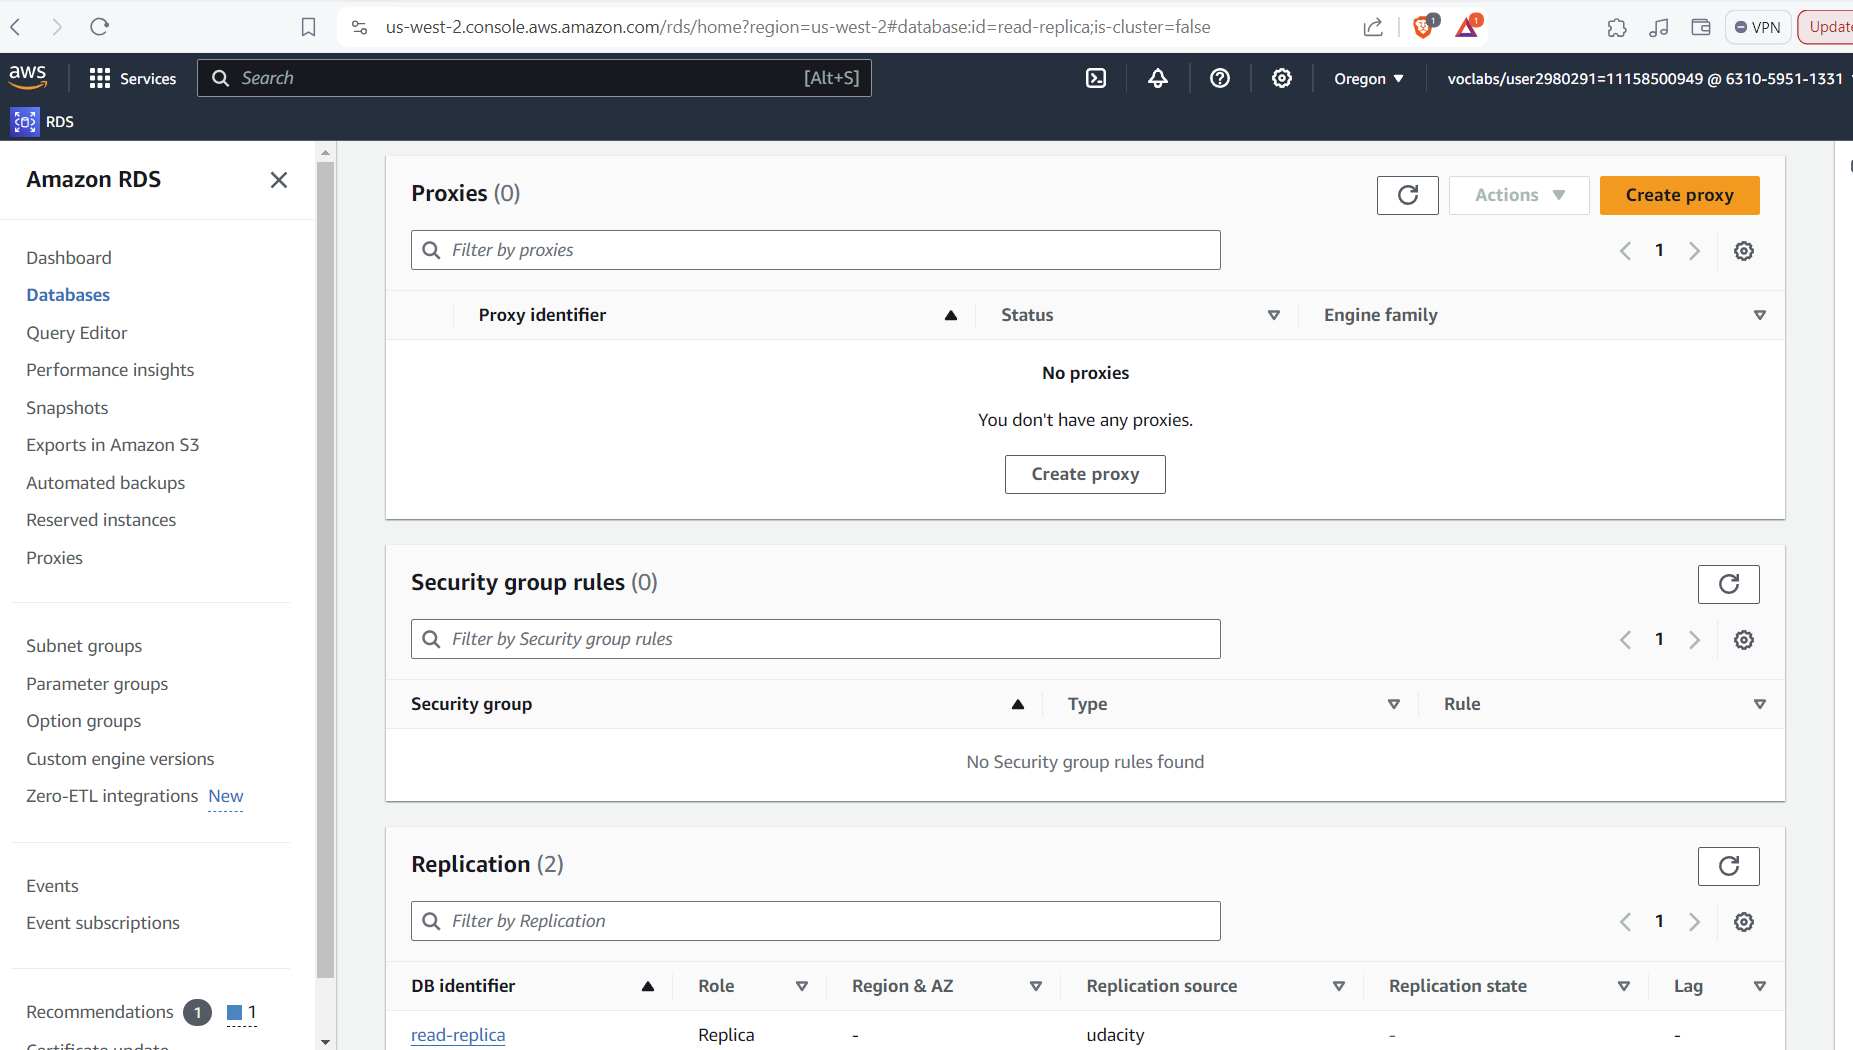 us-west-2.console.aws.amazon.com/rds/home?region=us-west-2#database:id=read-replica;is-cluster=false
1
1
VPN
Update
aws
Services
Search
[Alt+S]
Oregon
voclabs/user2980291=11158500949 @ 6310-5951-1331
RDS
Amazon RDS
Dashboard
Databases
Query Editor
Performance insights
Snapshots
Exports in Amazon S3
Automated backups
Reserved instances
Proxies
Subnet groups
Parameter groups
Option groups
Custom engine versions
Zero-ETL integrations New
Events
Event subscriptions
Recommendations 1 1
Certificate update
Proxies (0)
Actions
Create proxy
Filter by proxies
1
Proxy identifier
Status
Engine family
No proxies
You don't have any proxies.
Create proxy
Security group rules (0)
Filter by Security group rules
1
Security group
Type
Rule
No Security group rules found
Replication (2)
Filter by Replication
1
DB identifier
Role
Region & AZ
Replication source
Replication state
Lag
read-replica
Replica
-
udacity
-
-